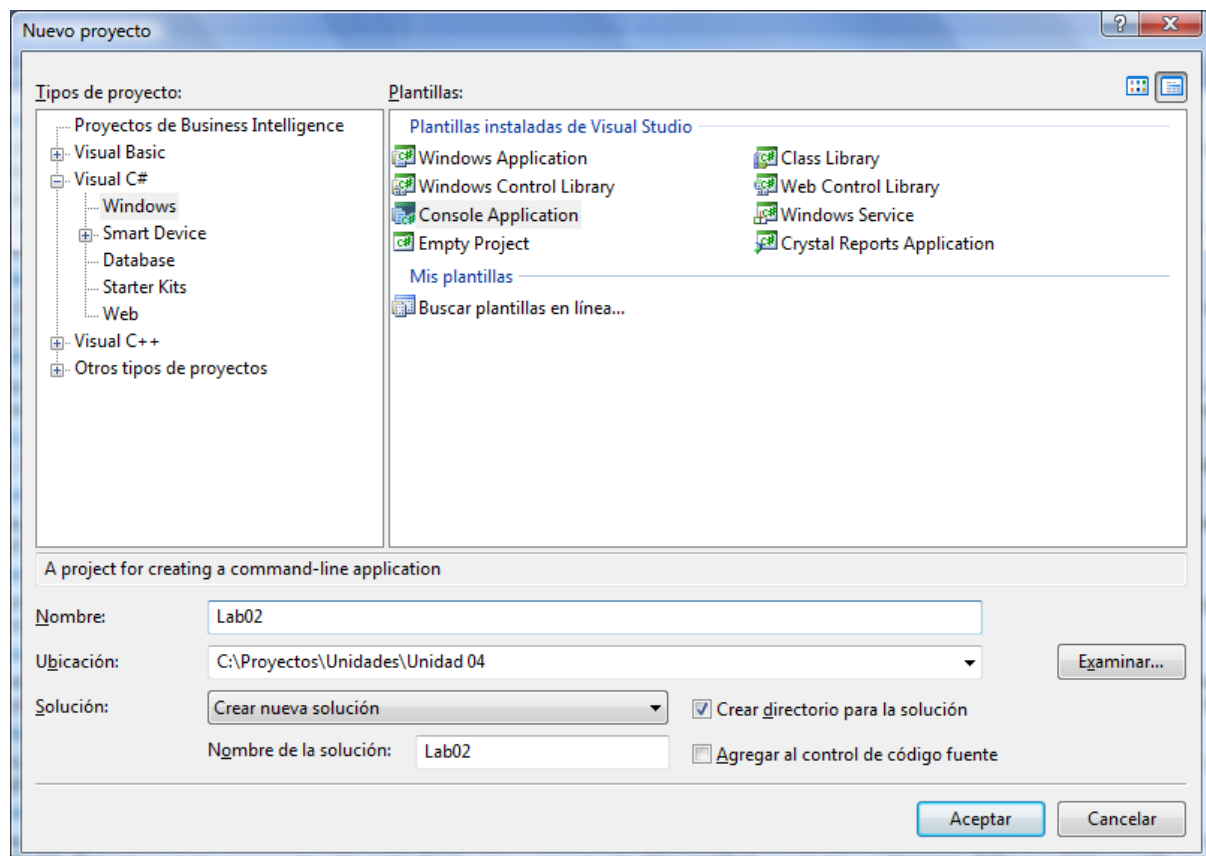 Nuevo proyecto
Tipos de proyecto:
Proyectos de Business Intelligence
Visual Basic
Visual C#
Windows
Smart Device
Database
Starter Kits
Web
Visual C++
Otros tipos de proyectos
Plantillas:
Plantillas instaladas de Visual Studio
Windows Application
Class Library
Windows Control Library
Web Control Library
Console Application
Windows Service
Empty Project
Crystal Reports Application
Mis plantillas
Buscar plantillas en línea...
A project for creating a command-line application
Nombre:
Lab02
Ubicación:
C:\Proyectos\Unidades\Unidad 04
Examinar...
Solución:
Crear nueva solución
Crear directorio para la solución
Nombre de la solución:
Lab02
Agregar al control de código fuente
Aceptar
Cancelar